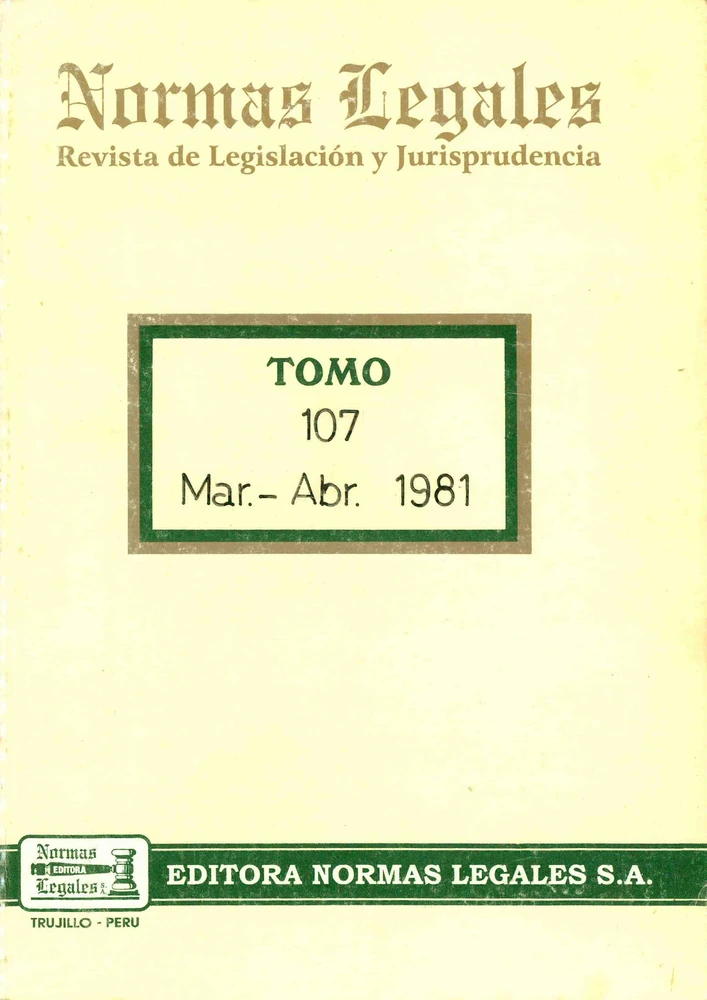 Normas Legales
Revista de Legislación y Jurisprudencia
TOMO
107
Mar.- Abr. 1981
Normas
EDITORA
Legales S.A.
EDITORA NORMAS LEGALES S.A.
TRUJILLO - PERU